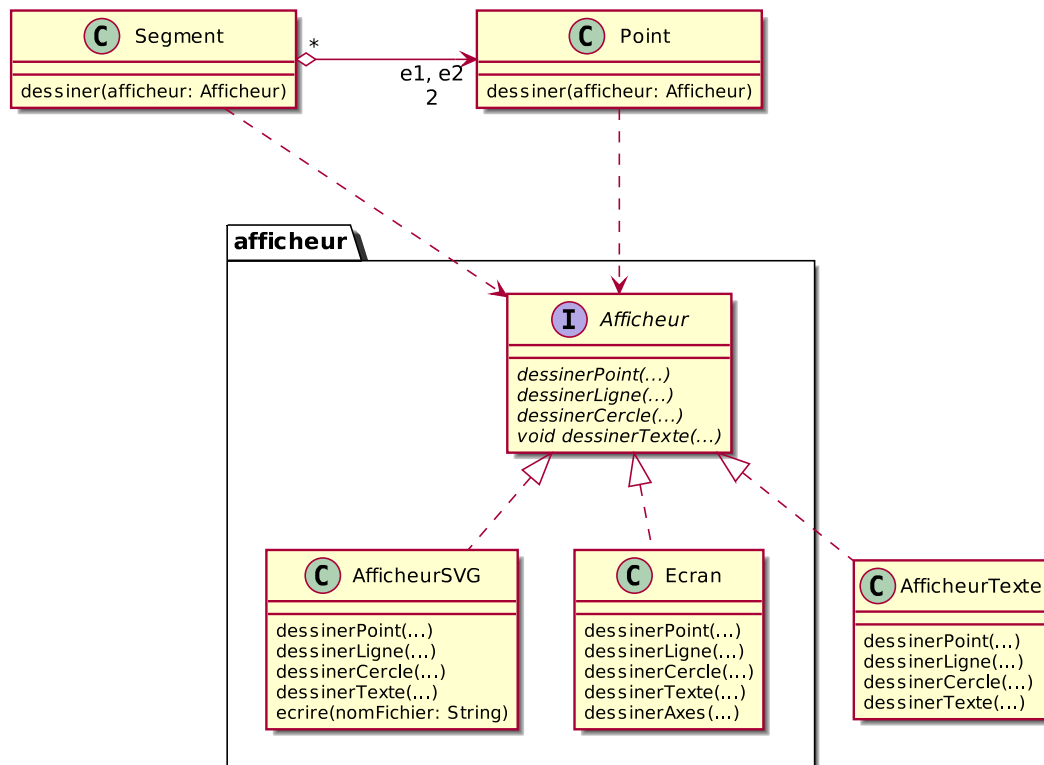 C Segment
dessiner(afficheur: Afficheur)
*
e1, e2
2
C Point
dessiner(afficheur: Afficheur)
afficheur
I Afficheur
dessinerPoint(...)
dessinerLigne(...)
dessinerCercle(...)
void dessinerTexte(...)
C AfficheurSVG
dessinerPoint(...)
dessinerLigne(...)
dessinerCercle(...)
dessinerTexte(...)
ecrire(nomFichier: String)
C Ecran
dessinerPoint(...)
dessinerLigne(...)
dessinerCercle(...)
dessinerTexte(...)
dessinerAxes(...)
C AfficheurTexte
dessinerPoint(...)
dessinerLigne(...)
dessinerCercle(...)
dessinerTexte(...)